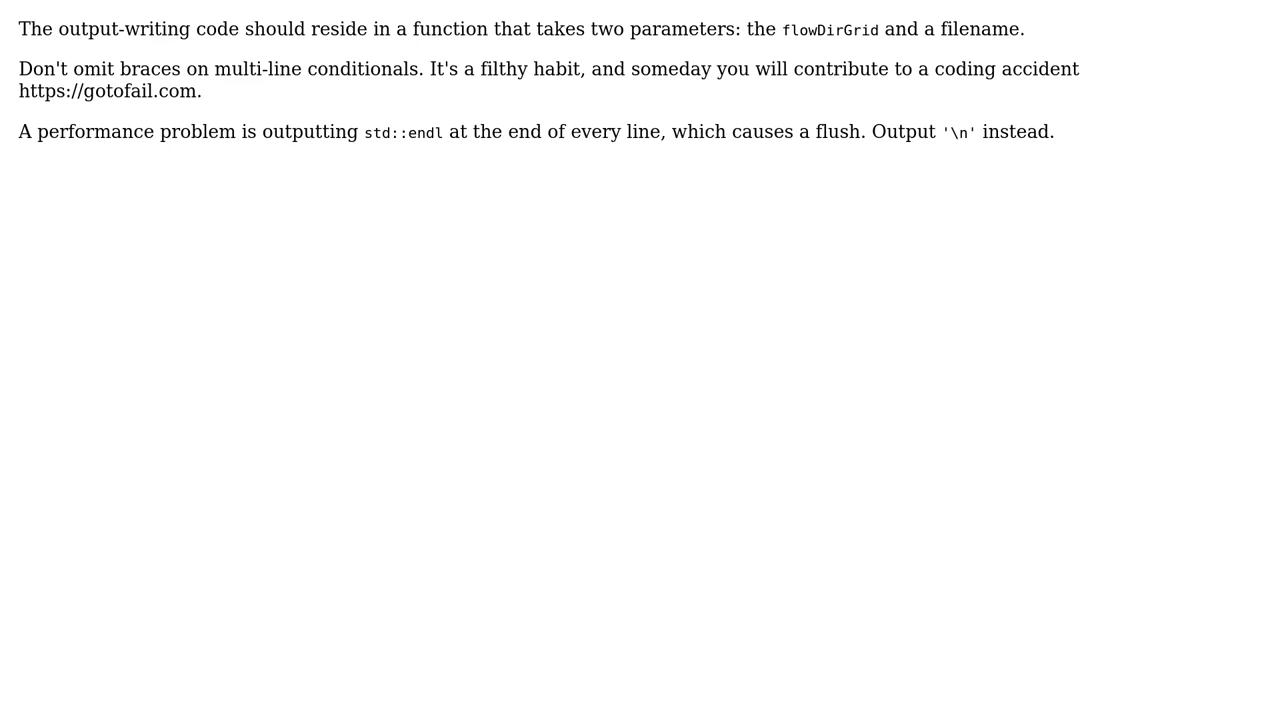 The output-writing code should reside in a function that takes two parameters: the flowDirGrid and a filename.
Don't omit braces on multi-line conditionals. It's a filthy habit, and someday you will contribute to a coding accident
https://gotofail.com.
A performance problem is outputting std::endl at the end of every line, which causes a flush. Output '\n' instead.